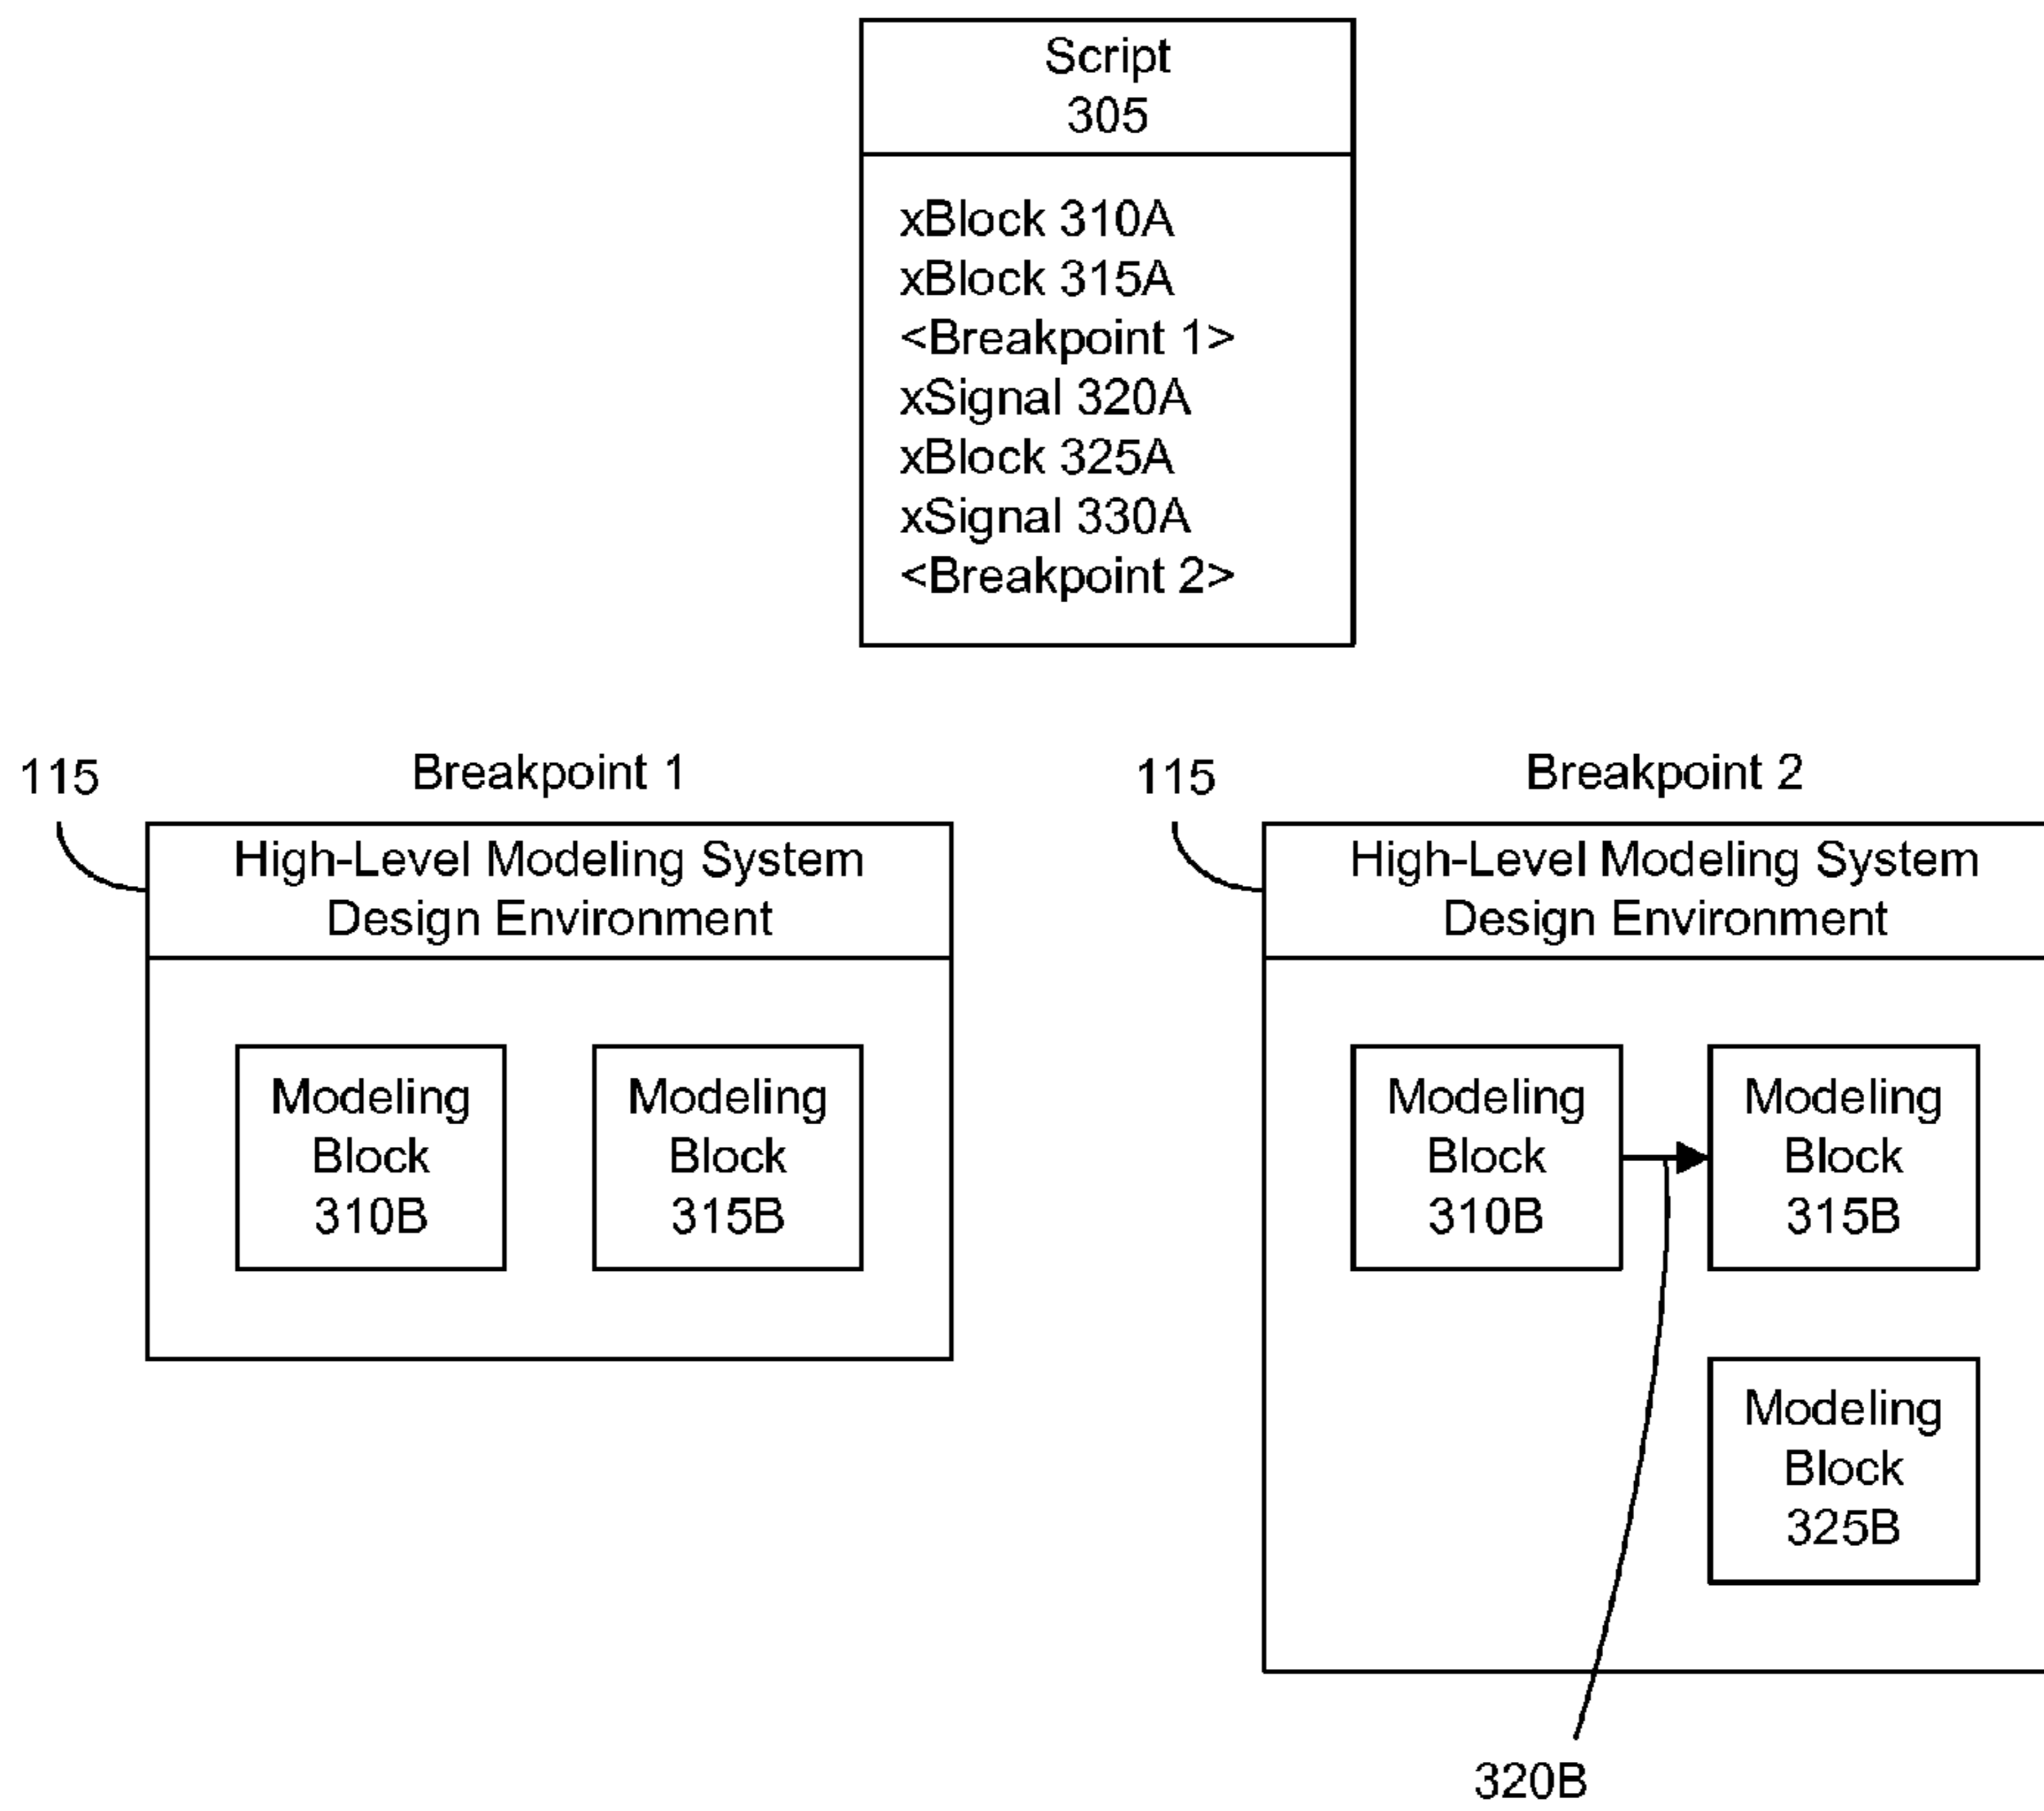 Script
305
xBlock 310A
xBlock 315A
<Breakpoint 1>
xSignal 320A
xBlock 325A
xSignal 330A
<Breakpoint 2>
115
Breakpoint 1
High-Level Modeling System
Design Environment
Modeling
Block
310B
Modeling
Block
315B
115
Breakpoint 2
High-Level Modeling System
Design Environment
Modeling
Block
310B
Modeling
Block
315B
Modeling
Block
325B
320B